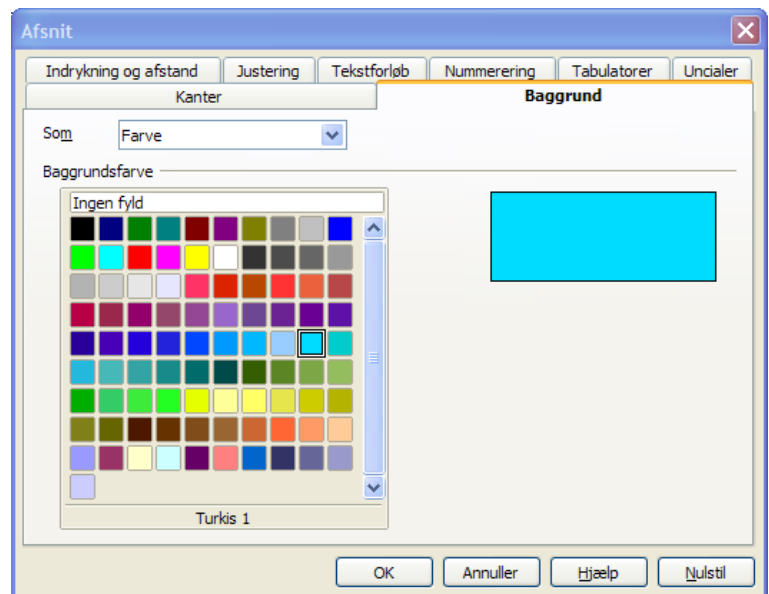 Afsnit
Indrykning og afstand Justering Tekstforløb Nummerering Tabulatorer Uncialer
Kanter Baggrund
Som Farve
Baggrundsfarve
Ingen fyld
Turkis 1
OK Annuller Hjælp Nulstil